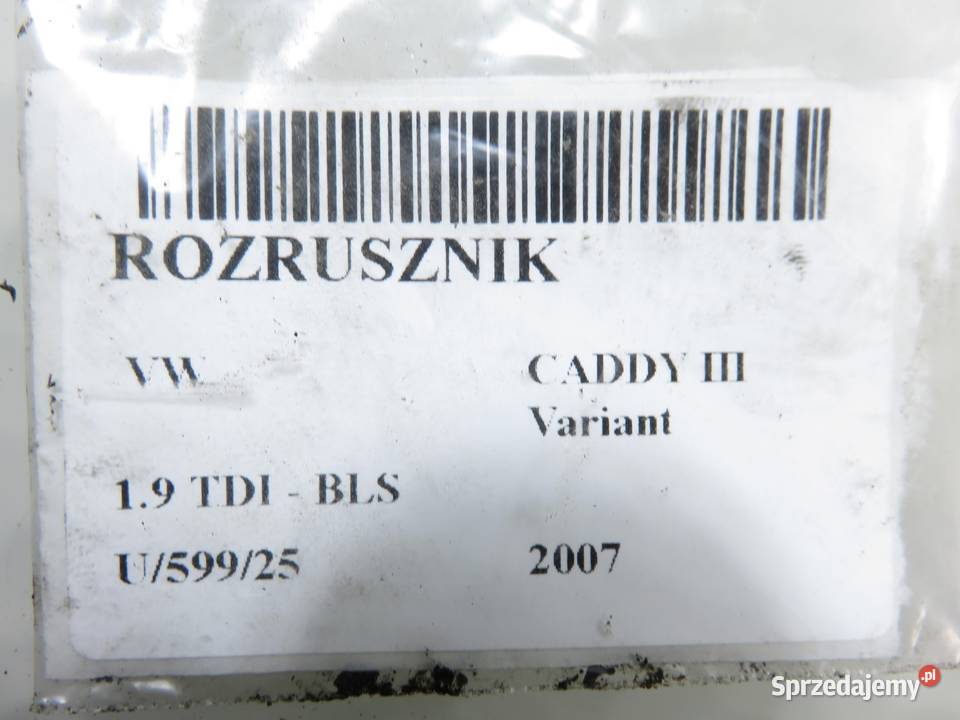 ROZRUSZNIK
VW CADDY III
Variant
1.9 TDI - BLS
U/599/25 2007
Sprzedajemy.pl